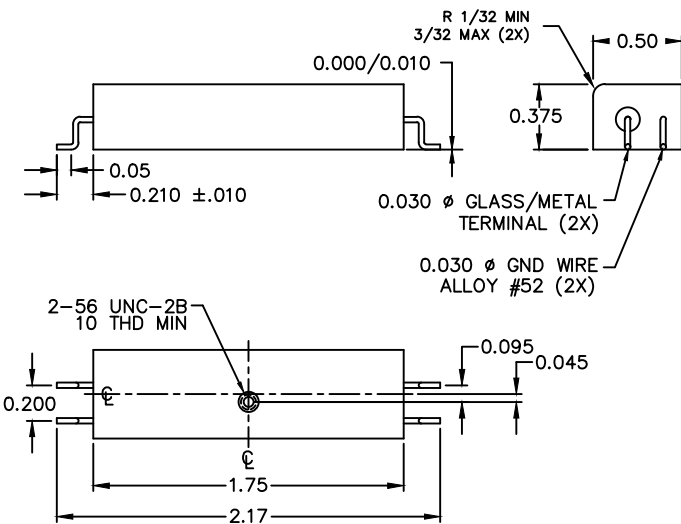 R 1/32 MIN
3/32 MAX (2X)
0.50
0.000/0.010
0.375
0.05
0.210 ±.010
0.030 ø GLASS/METAL
TERMINAL (2X)
0.030 ø GND WIRE
ALLOY #52 (2X)
2-56 UNC-2B
10 THD MIN
0.095
0.045
℄
0.200
℄
1.75
2.17